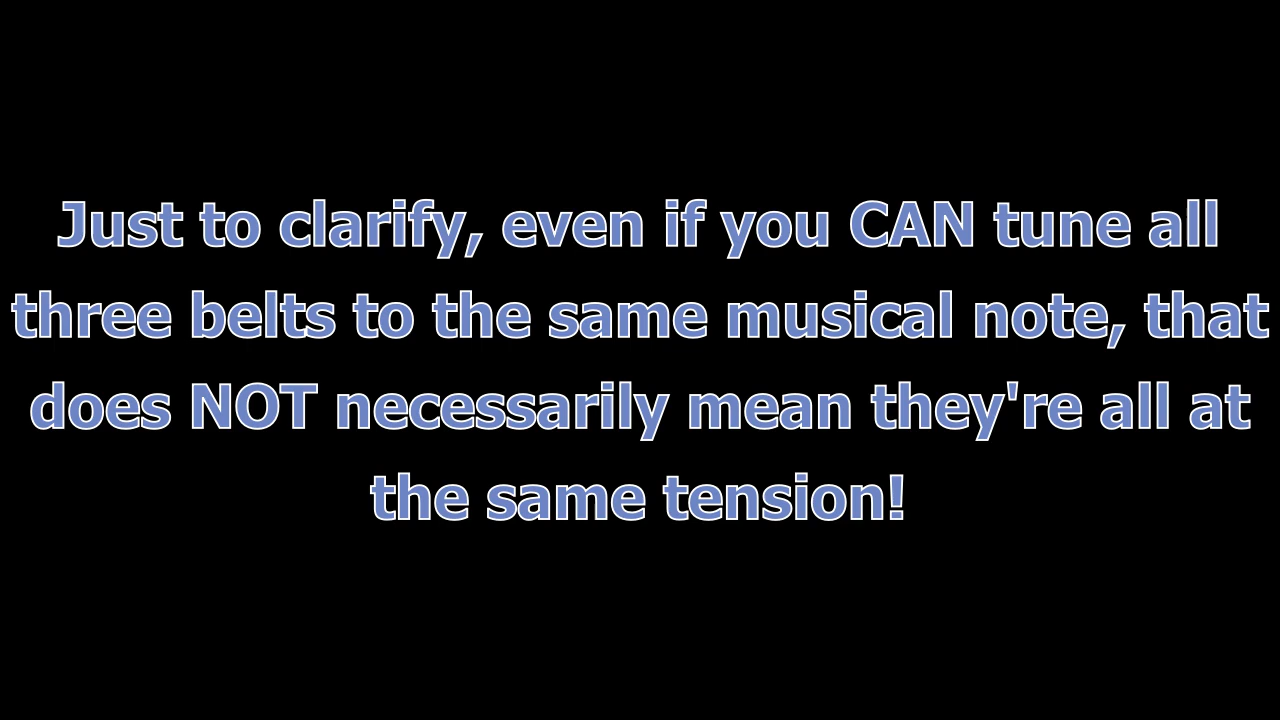 Just to clarify, even if you CAN tune all
three belts to the same musical note, that
does NOT necessarily mean they're all at
the same tension!